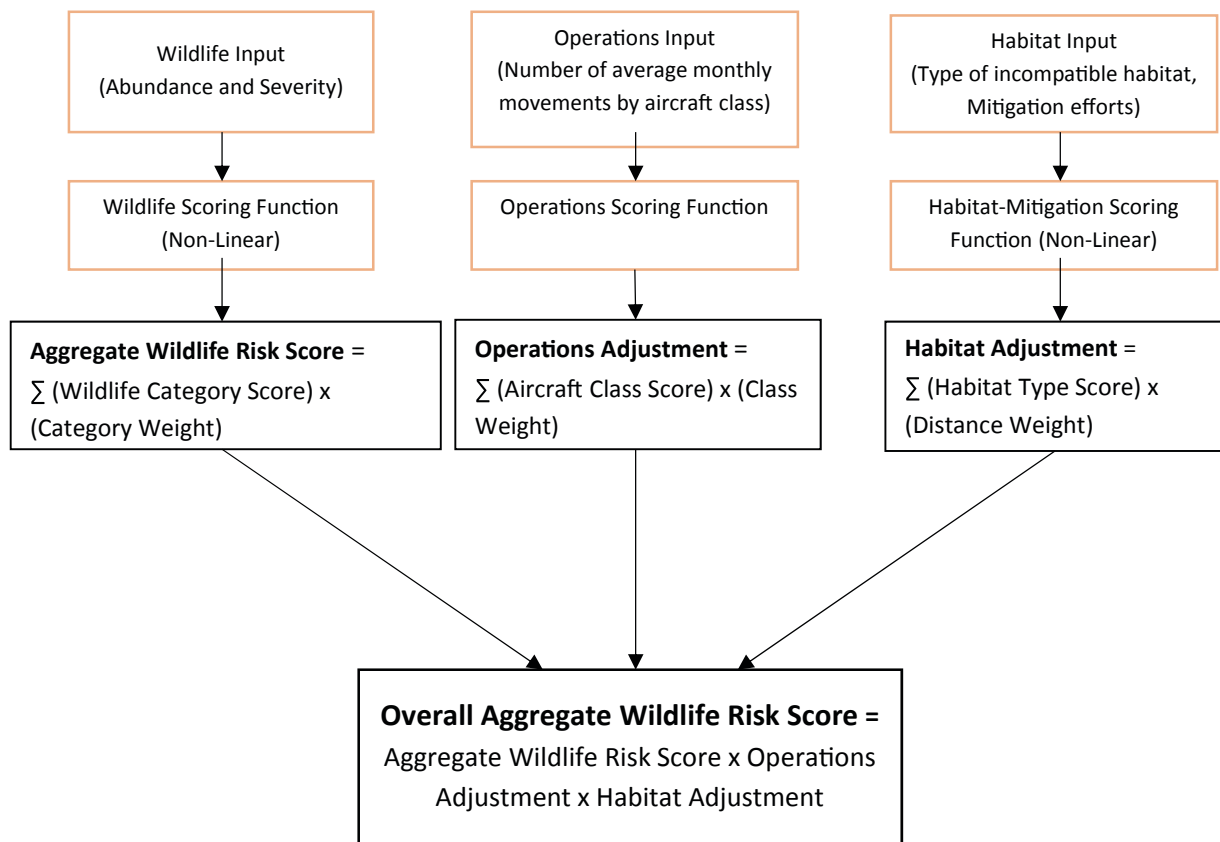 Wildlife Input
(Abundance and Severity)
Operations Input
(Number of average monthly
movements by aircraft class)
Habitat Input
(Type of incompatible habitat,
Mitigation efforts)
Wildlife Scoring Function
(Non-Linear)
Operations Scoring Function
Habitat-Mitigation Scoring
Function (Non-Linear)
Aggregate Wildlife Risk Score =
∑ (Wildlife Category Score) x
(Category Weight)
Operations Adjustment =
∑ (Aircraft Class Score) x (Class
Weight)
Habitat Adjustment =
∑ (Habitat Type Score) x
(Distance Weight)
Overall Aggregate Wildlife Risk Score =
Aggregate Wildlife Risk Score x Operations
Adjustment x Habitat Adjustment